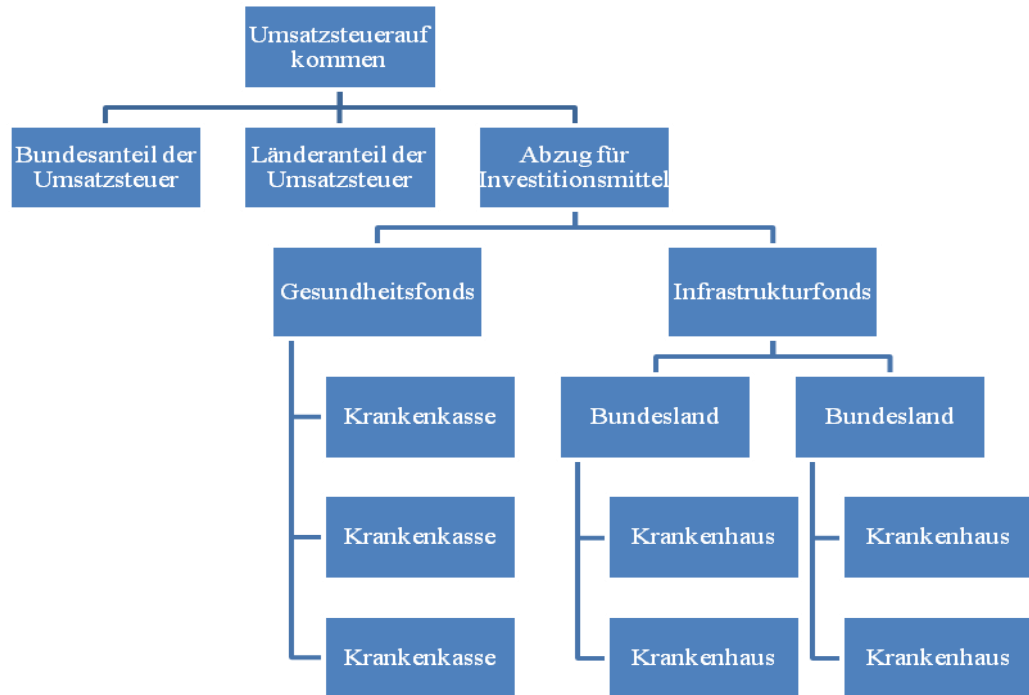 Umsatzsteuerauf
kommen
Bundesanteil der
Umsatzsteuer
Länderanteil der
Umsatzsteuer
Abzug für
Investitionsmittel
Gesundheitsfonds
Infrastrukturfonds
Krankenkasse
Bundesland
Bundesland
Krankenkasse
Krankenhaus
Krankenhaus
Krankenkasse
Krankenhaus
Krankenhaus